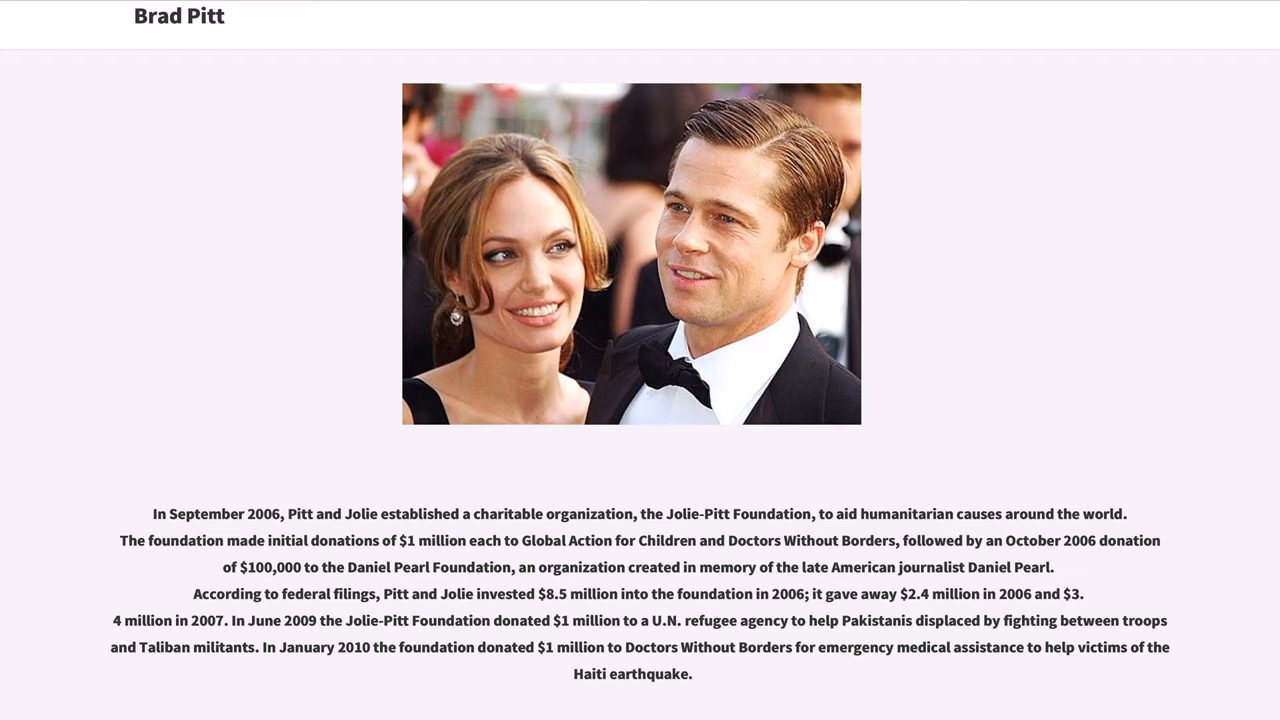 Brad Pitt
In September 2006, Pitt and Jolie established a charitable organization, the Jolie-Pitt Foundation, to aid humanitarian causes around the world.
The foundation made initial donations of $1 million each to Global Action for Children and Doctors Without Borders, followed by an October 2006 donation
of $100,000 to the Daniel Pearl Foundation, an organization created in memory of the late American journalist Daniel Pearl.
According to federal filings, Pitt and Jolie invested $8.5 million into the foundation in 2006; it gave away $2.4 million in 2006 and $3.
4 million in 2007. In June 2009 the Jolie-Pitt Foundation donated $1 million to a U.N. refugee agency to help Pakistanis displaced by fighting between troops
and Taliban militants. In January 2010 the foundation donated $1 million to Doctors Without Borders for emergency medical assistance to help victims of the
Haiti earthquake.